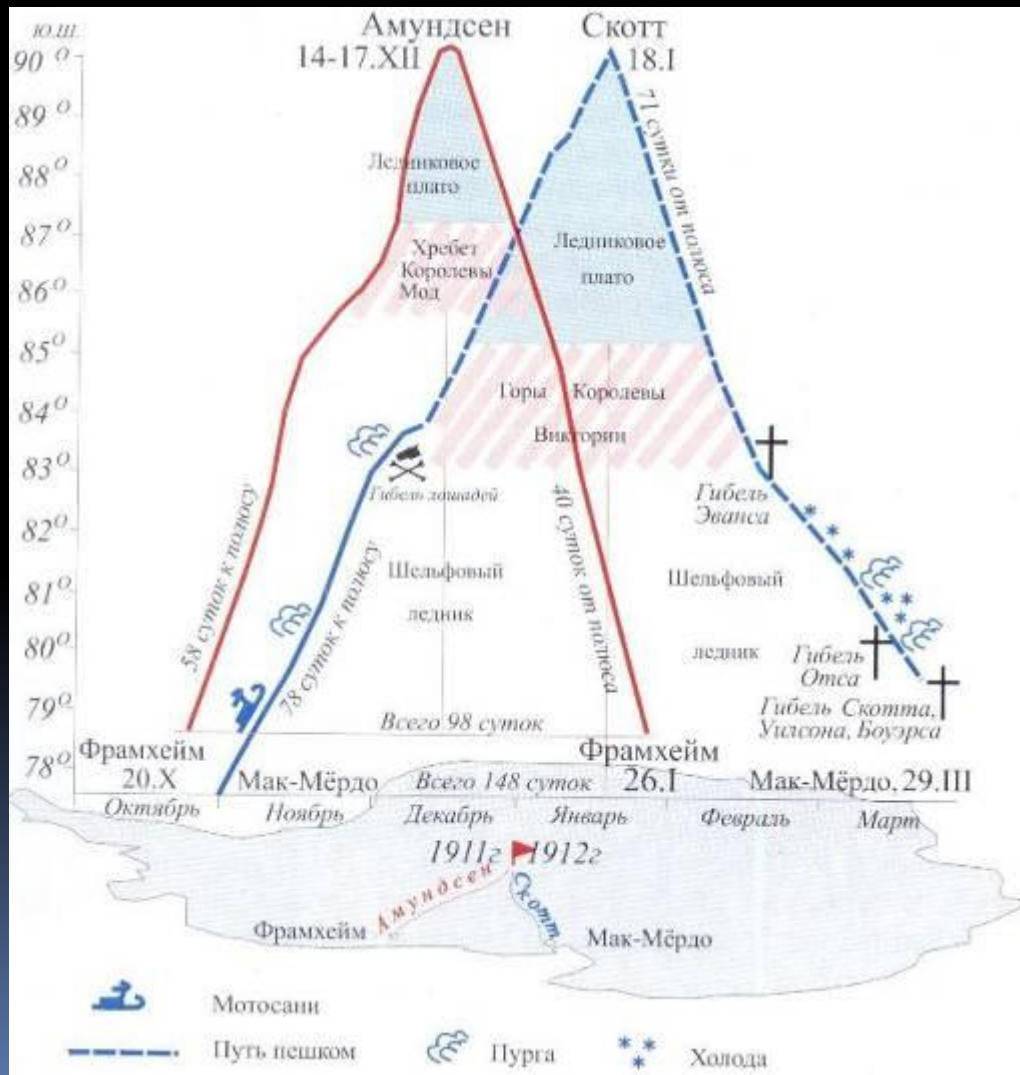 Ю.Ш.
Амундсен
14-17.XII
Скотт
18.I
90°
89°
88°
87°
86°
85°
84°
83°
82°
81°
80°
79°
78°
Ледниковое
плато
Хребет
Королевы
Мод
Ледниковое
плато
71 сутки от полюса
Горы Королевы
Виктории
Гибель лошадей
Гибель
Эванса
58 суток к полюсу
78 суток к полюсу
Шельфовый
ледник
40 суток от полюса
Шельфовый
ледник
Гибель
Отса
Гибель Скотта,
Уилсона, Боуэрса
Всего 98 суток
Фрамхейм
20.X
Мак-Мёрдо
Всего 148 суток
Фрамхейм
26.I
Мак-Мёрдо, 29.III
Октябрь Ноябрь Декабрь Январь Февраль Март
1911г 1912г
Амундсен
Скотт
Фрамхейм
Мак-Мёрдо
Мотосани
Путь пешком
Пурга
Холода